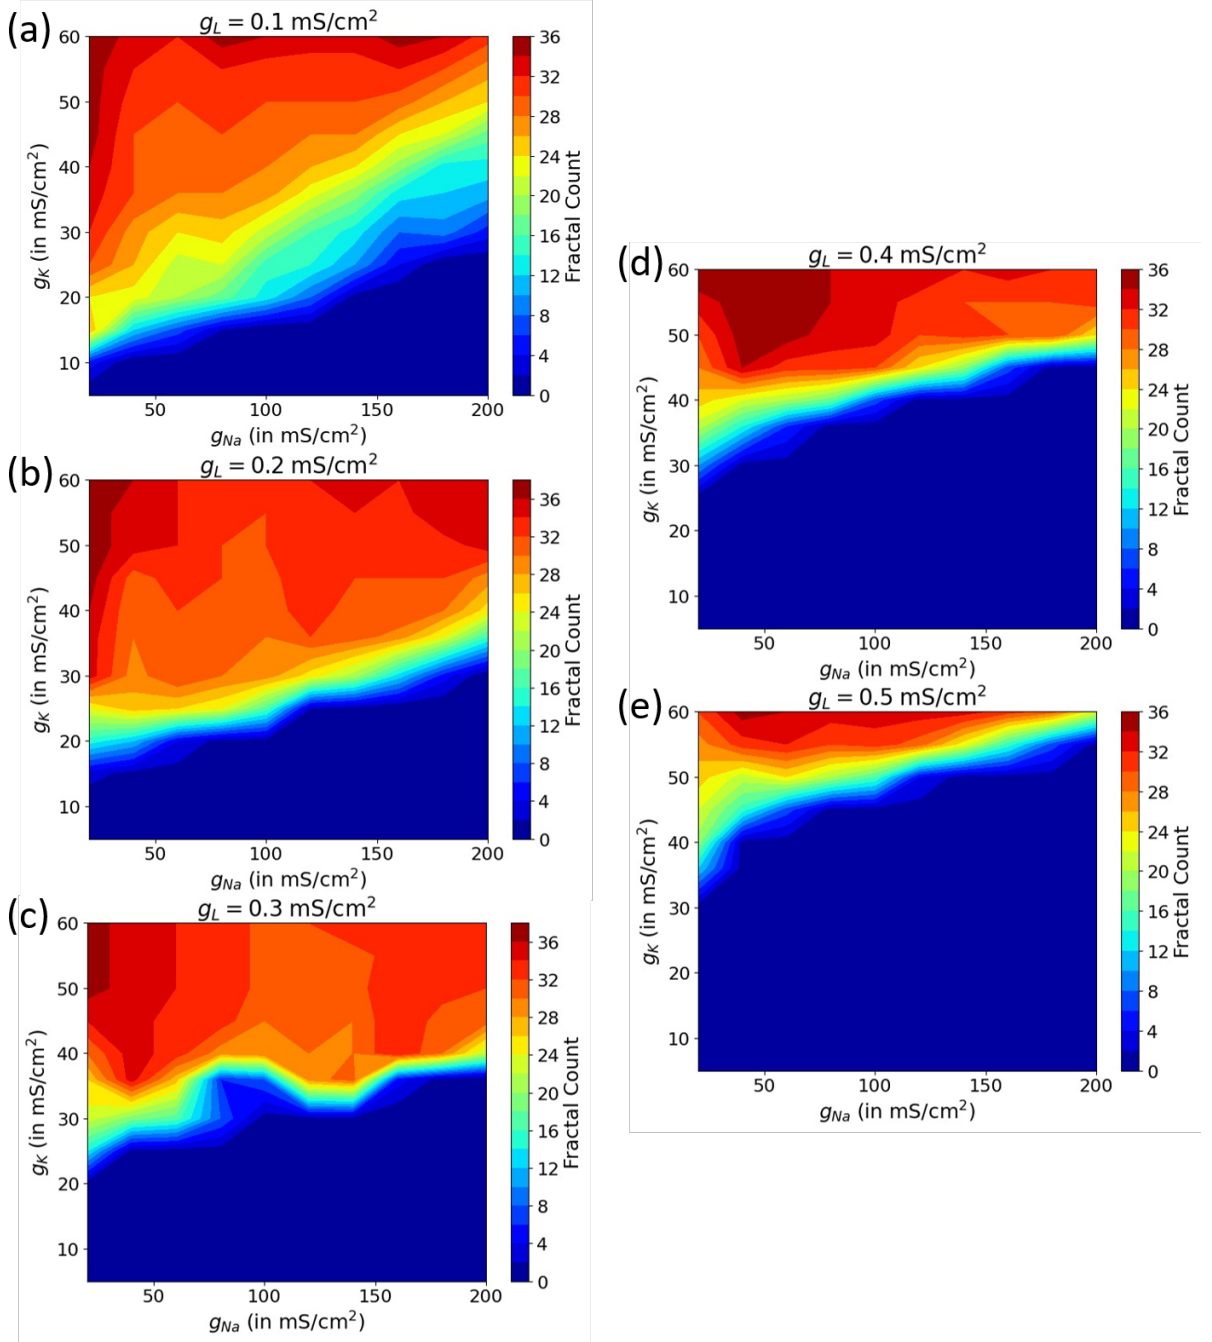 (a)
g_L = 0.1 mS/cm²
60
50
40
30
20
10
g_K (in mS/cm²)
50 100 150 200
g_Na (in mS/cm²)
36
32
28
24
20
16
12
8
4
0
Fractal Count
(b)
g_L = 0.2 mS/cm²
60
50
40
30
20
10
g_K (in mS/cm²)
50 100 150 200
g_Na (in mS/cm²)
36
32
28
24
20
16
12
8
4
0
Fractal Count
(c)
g_L = 0.3 mS/cm²
60
50
40
30
20
10
g_K (in mS/cm²)
50 100 150 200
g_Na (in mS/cm²)
36
32
28
24
20
16
12
8
4
0
Fractal Count
(d)
g_L = 0.4 mS/cm²
60
50
40
30
20
10
g_K (in mS/cm²)
50 100 150 200
g_Na (in mS/cm²)
36
32
28
24
20
16
12
8
4
0
Fractal Count
(e)
g_L = 0.5 mS/cm²
60
50
40
30
20
10
g_K (in mS/cm²)
50 100 150 200
g_Na (in mS/cm²)
36
32
28
24
20
16
12
8
4
0
Fractal Count